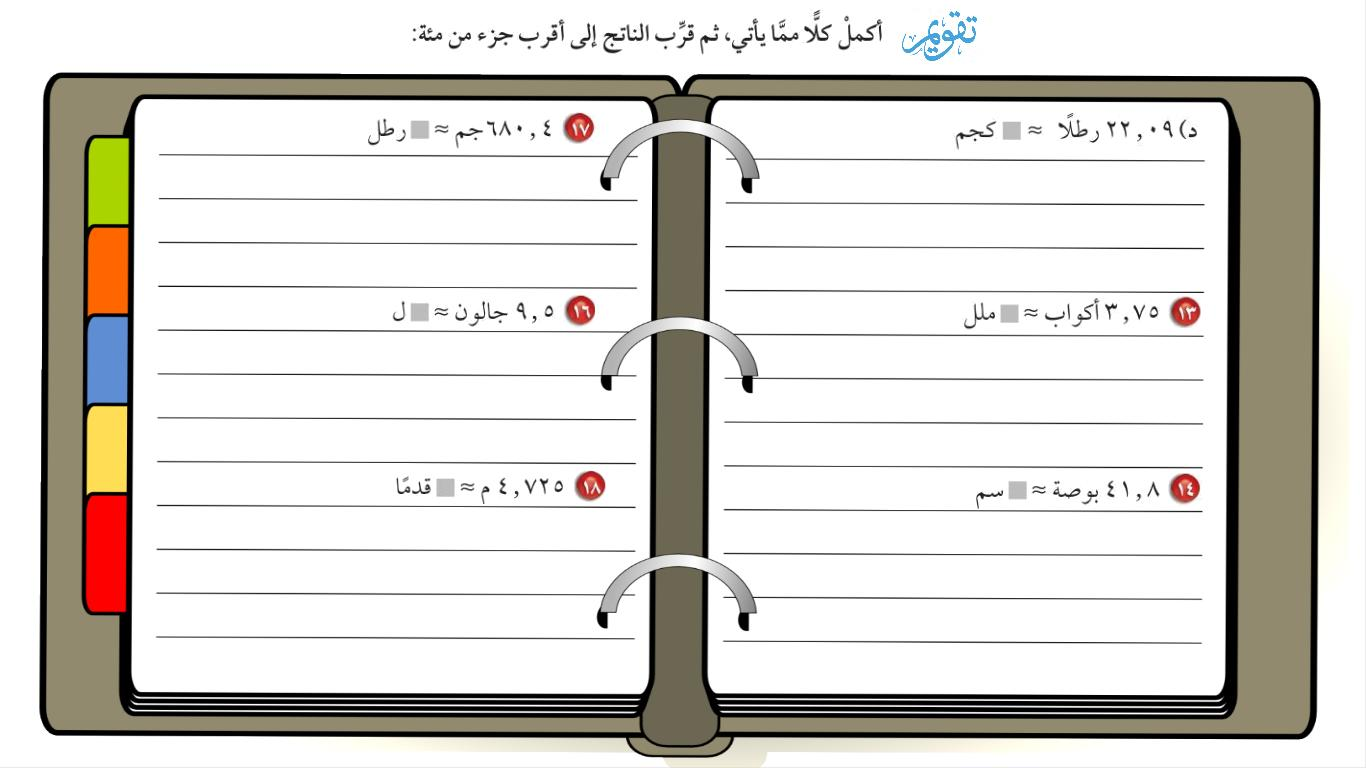 تقويم أكملْ كلًّا ممَّا يأتي، ثم قرِّب الناتج إلى أقرب جزء من مئة:
د) ٢٢,٠٩ رطلًا ≈ ■ كجم
١٣ ٣,٧٥ أكواب ≈ ■ ملل
١٤ ٤١,٨ بوصة ≈ ■ سم
١٧ ٦٨٠,٤ جم ≈ ■ رطل
١٦ ٩,٥ جالون ≈ ■ ل
١٨ ٤,٧٢٥ م ≈ ■ قدمًا